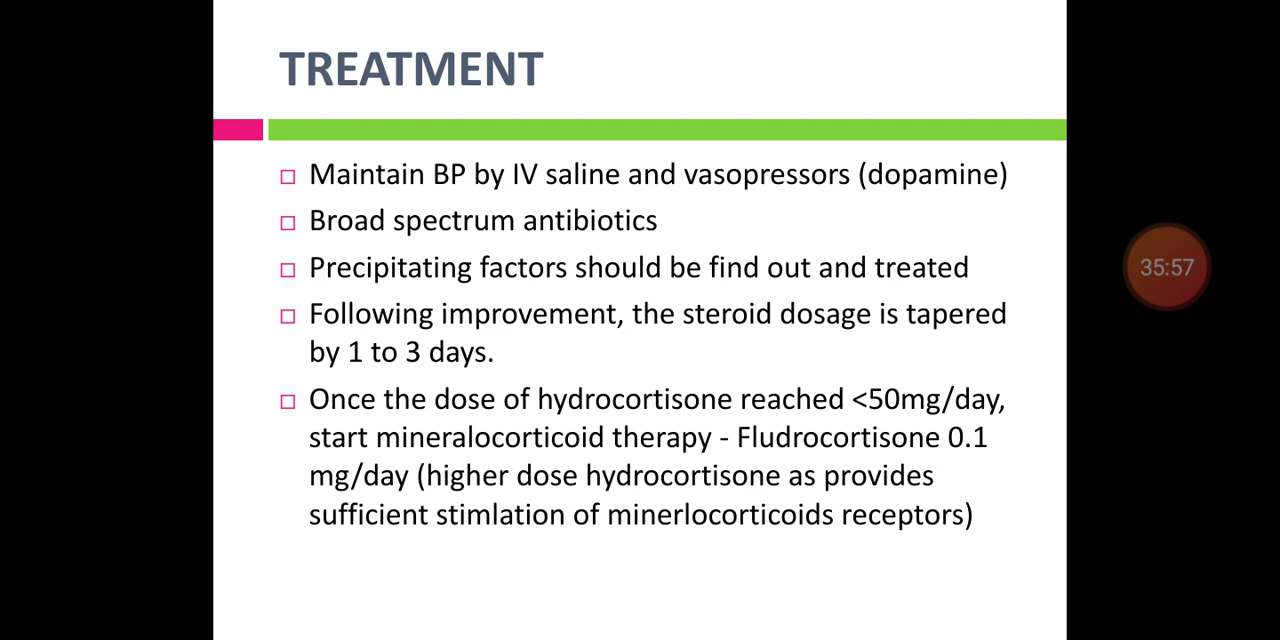 TREATMENT
Maintain BP by IV saline and vasopressors (dopamine)
Broad spectrum antibiotics
Precipitating factors should be find out and treated
Following improvement, the steroid dosage is tapered
by 1 to 3 days.
Once the dose of hydrocortisone reached <50mg/day,
start mineralocorticoid therapy - Fludrocortisone 0.1
mg/day (higher dose hydrocortisone as provides
sufficient stimlation of minerlocorticoids receptors)
35:57